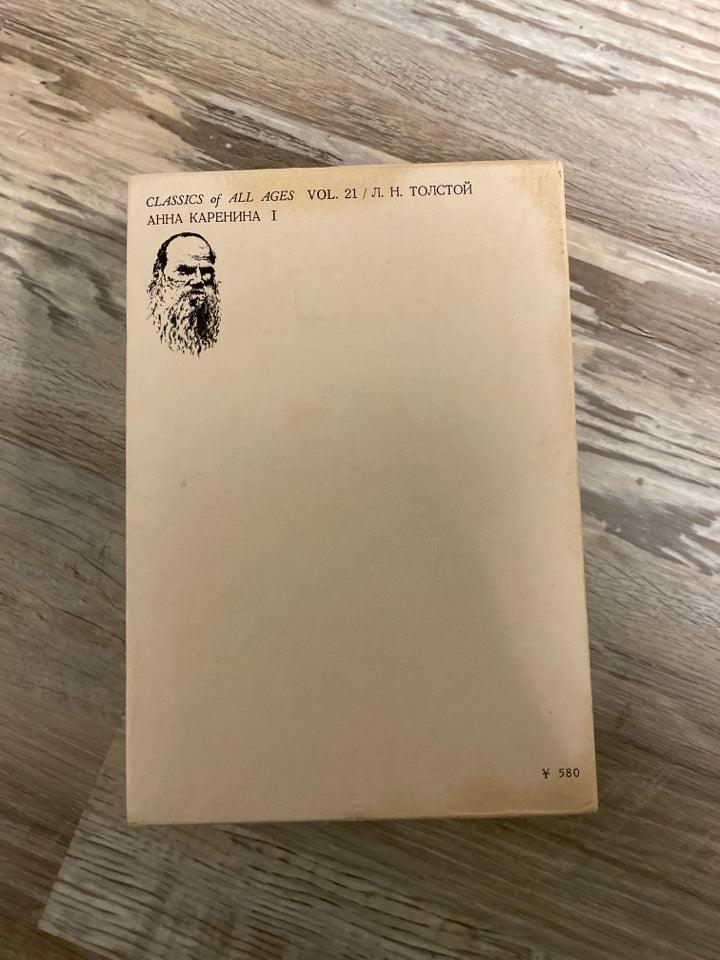 CLASSICS of ALL AGES VOL. 21 / Л. Н. ТОЛСТОЙ
АННА КАРЕНИНА I
¥ 580